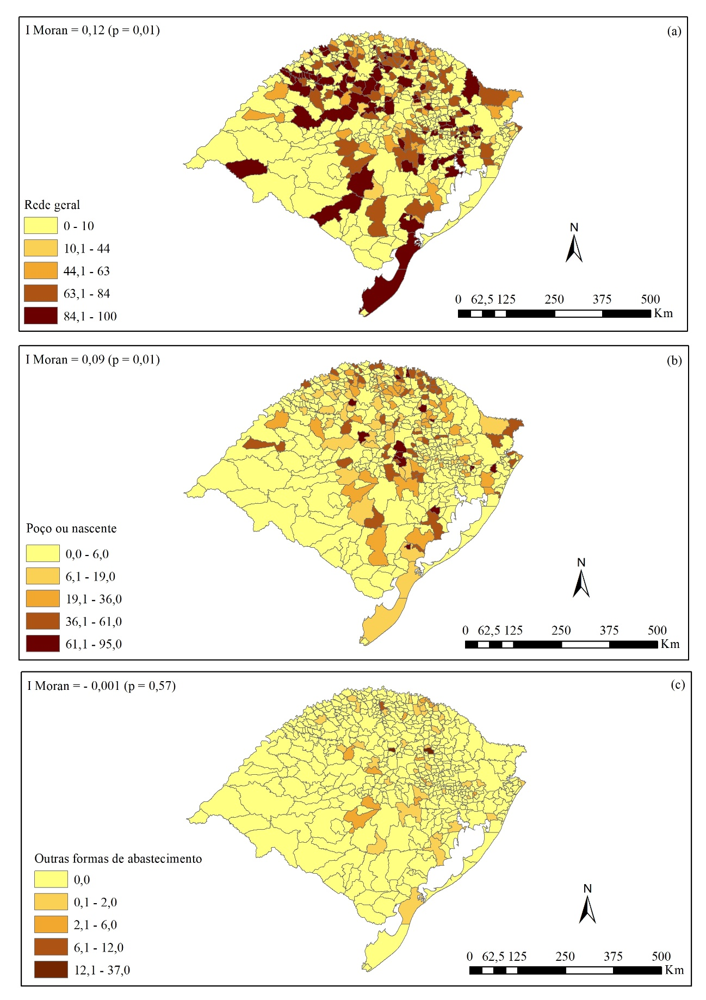 I Moran = 0,12 (p = 0,01)
(a)
Rede geral
0 - 10
10,1 - 44
44,1 - 63
63,1 - 84
84,1 - 100
N
0 62,5 125 250 375 500
Km
I Moran = 0,09 (p = 0,01)
(b)
Poço ou nascente
0,0 - 6,0
6,1 - 19,0
19,1 - 36,0
36,1 - 61,0
61,1 - 95,0
N
0 62,5 125 250 375 500
Km
I Moran = - 0,001 (p = 0,57)
(c)
Outras formas de abastecimento
0,0
0,1 - 2,0
2,1 - 6,0
6,1 - 12,0
12,1 - 37,0
N
0 62,5 125 250 375 500
Km